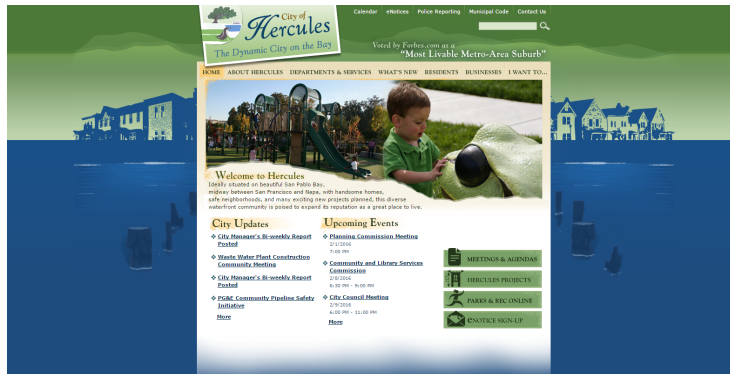 City of
Hercules
The Dynamic City on the Bay
Calendar eNotices Police Reporting Municipal Code Contact Us
Voted by Forbes.com as a
"Most Livable Metro-Area Suburb"
HOME ABOUT HERCULES DEPARTMENTS & SERVICES WHAT'S NEW RESIDENTS BUSINESSES I WANT TO...
Welcome to Hercules
Ideally situated on beautiful San Pablo Bay,
midway between San Francisco and Napa, with handsome homes,
safe neighborhoods, and many exciting new projects planned, this diverse
waterfront community is poised to expand its reputation as a great place to live.
City Updates
City Manager's Bi-weekly Report
Posted
Waste Water Plant Construction
Community Meeting
City Manager's Bi-weekly Report
Posted
PG&E Community Pipeline Safety
Initiative
More
Upcoming Events
Planning Commission Meeting
2/1/2016
7:00 PM
Community and Library Services
Commission
2/8/2016
6:30 PM - 9:00 PM
City Council Meeting
2/9/2016
6:00 PM - 11:00 PM
More
MEETINGS & AGENDAS
HERCULES PROJECTS
PARKS & REC ONLINE
eNOTICE SIGN-UP